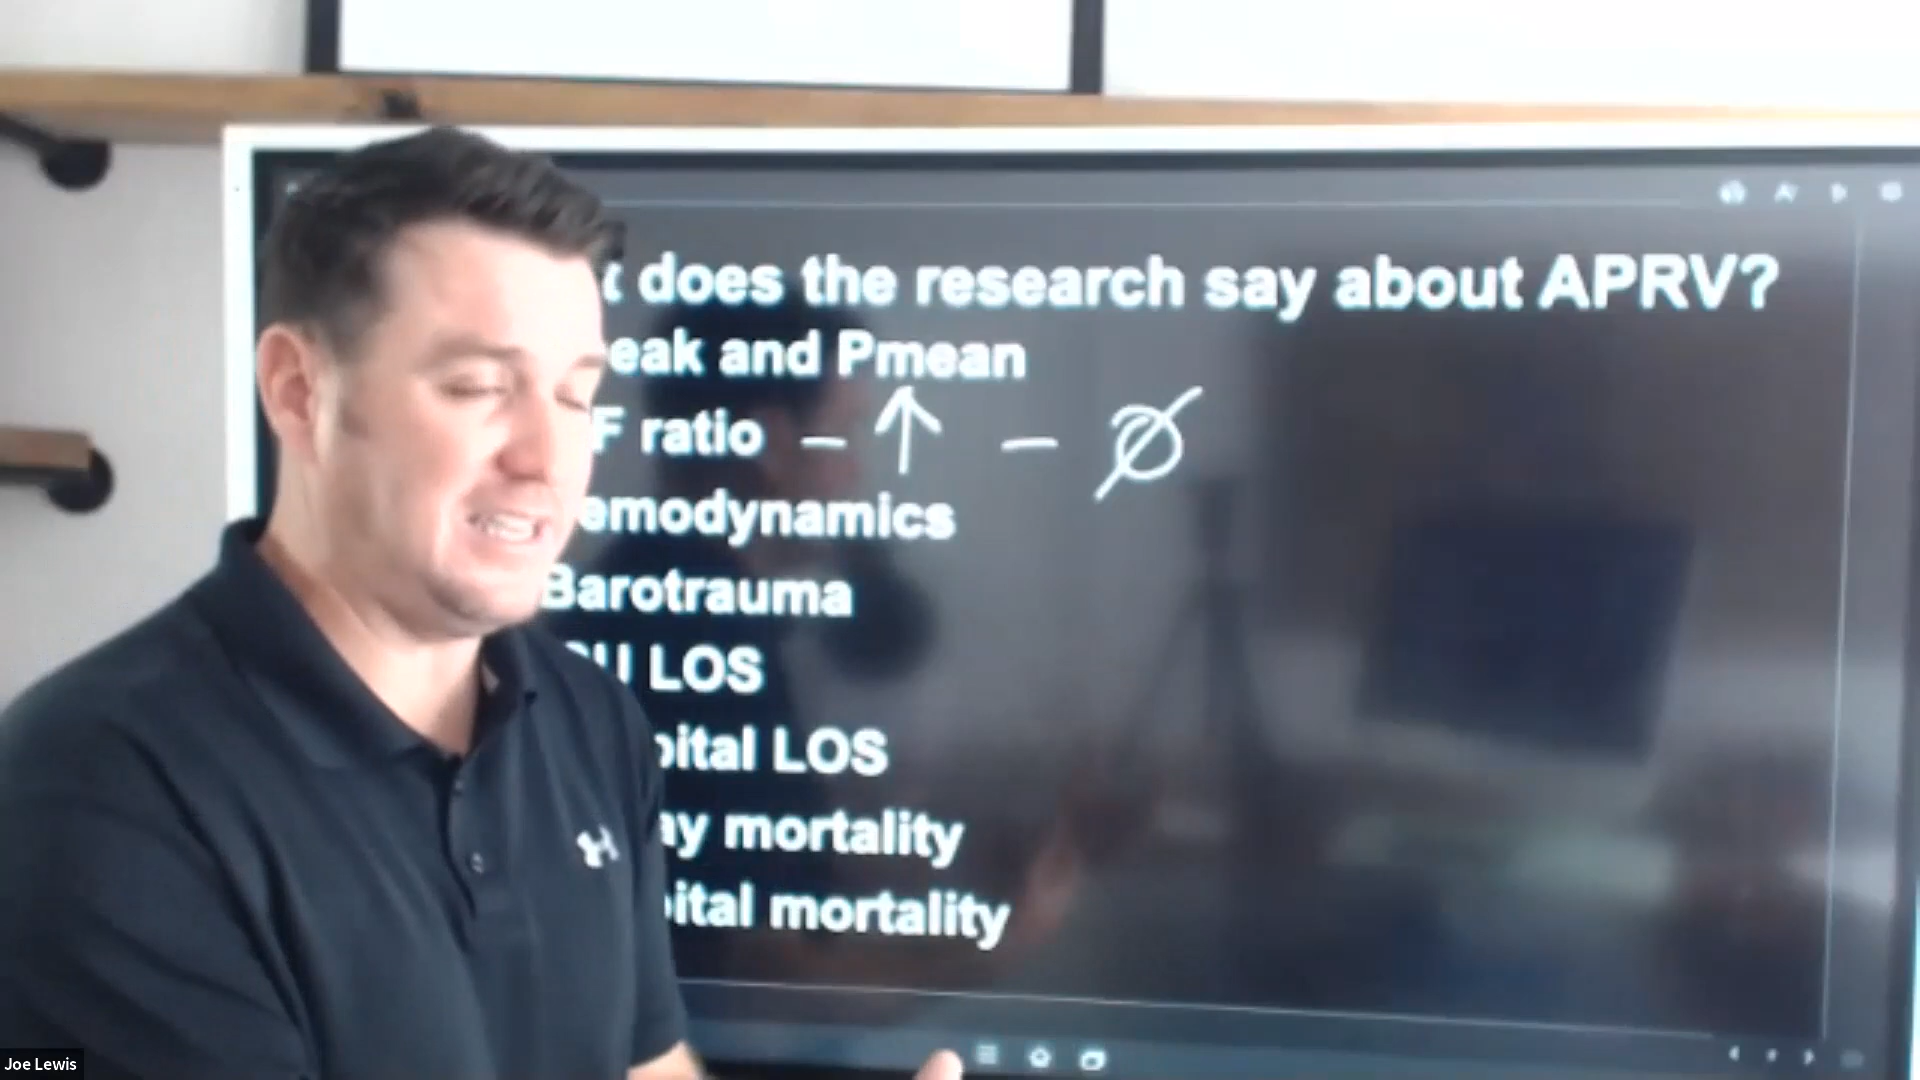 does the research say about APRV?
and Pmean
F ratio – ↑ – Ø
emodynamics
Barotrauma
LOS
pital LOS
ay mortality
pital mortality
Joe Lewis